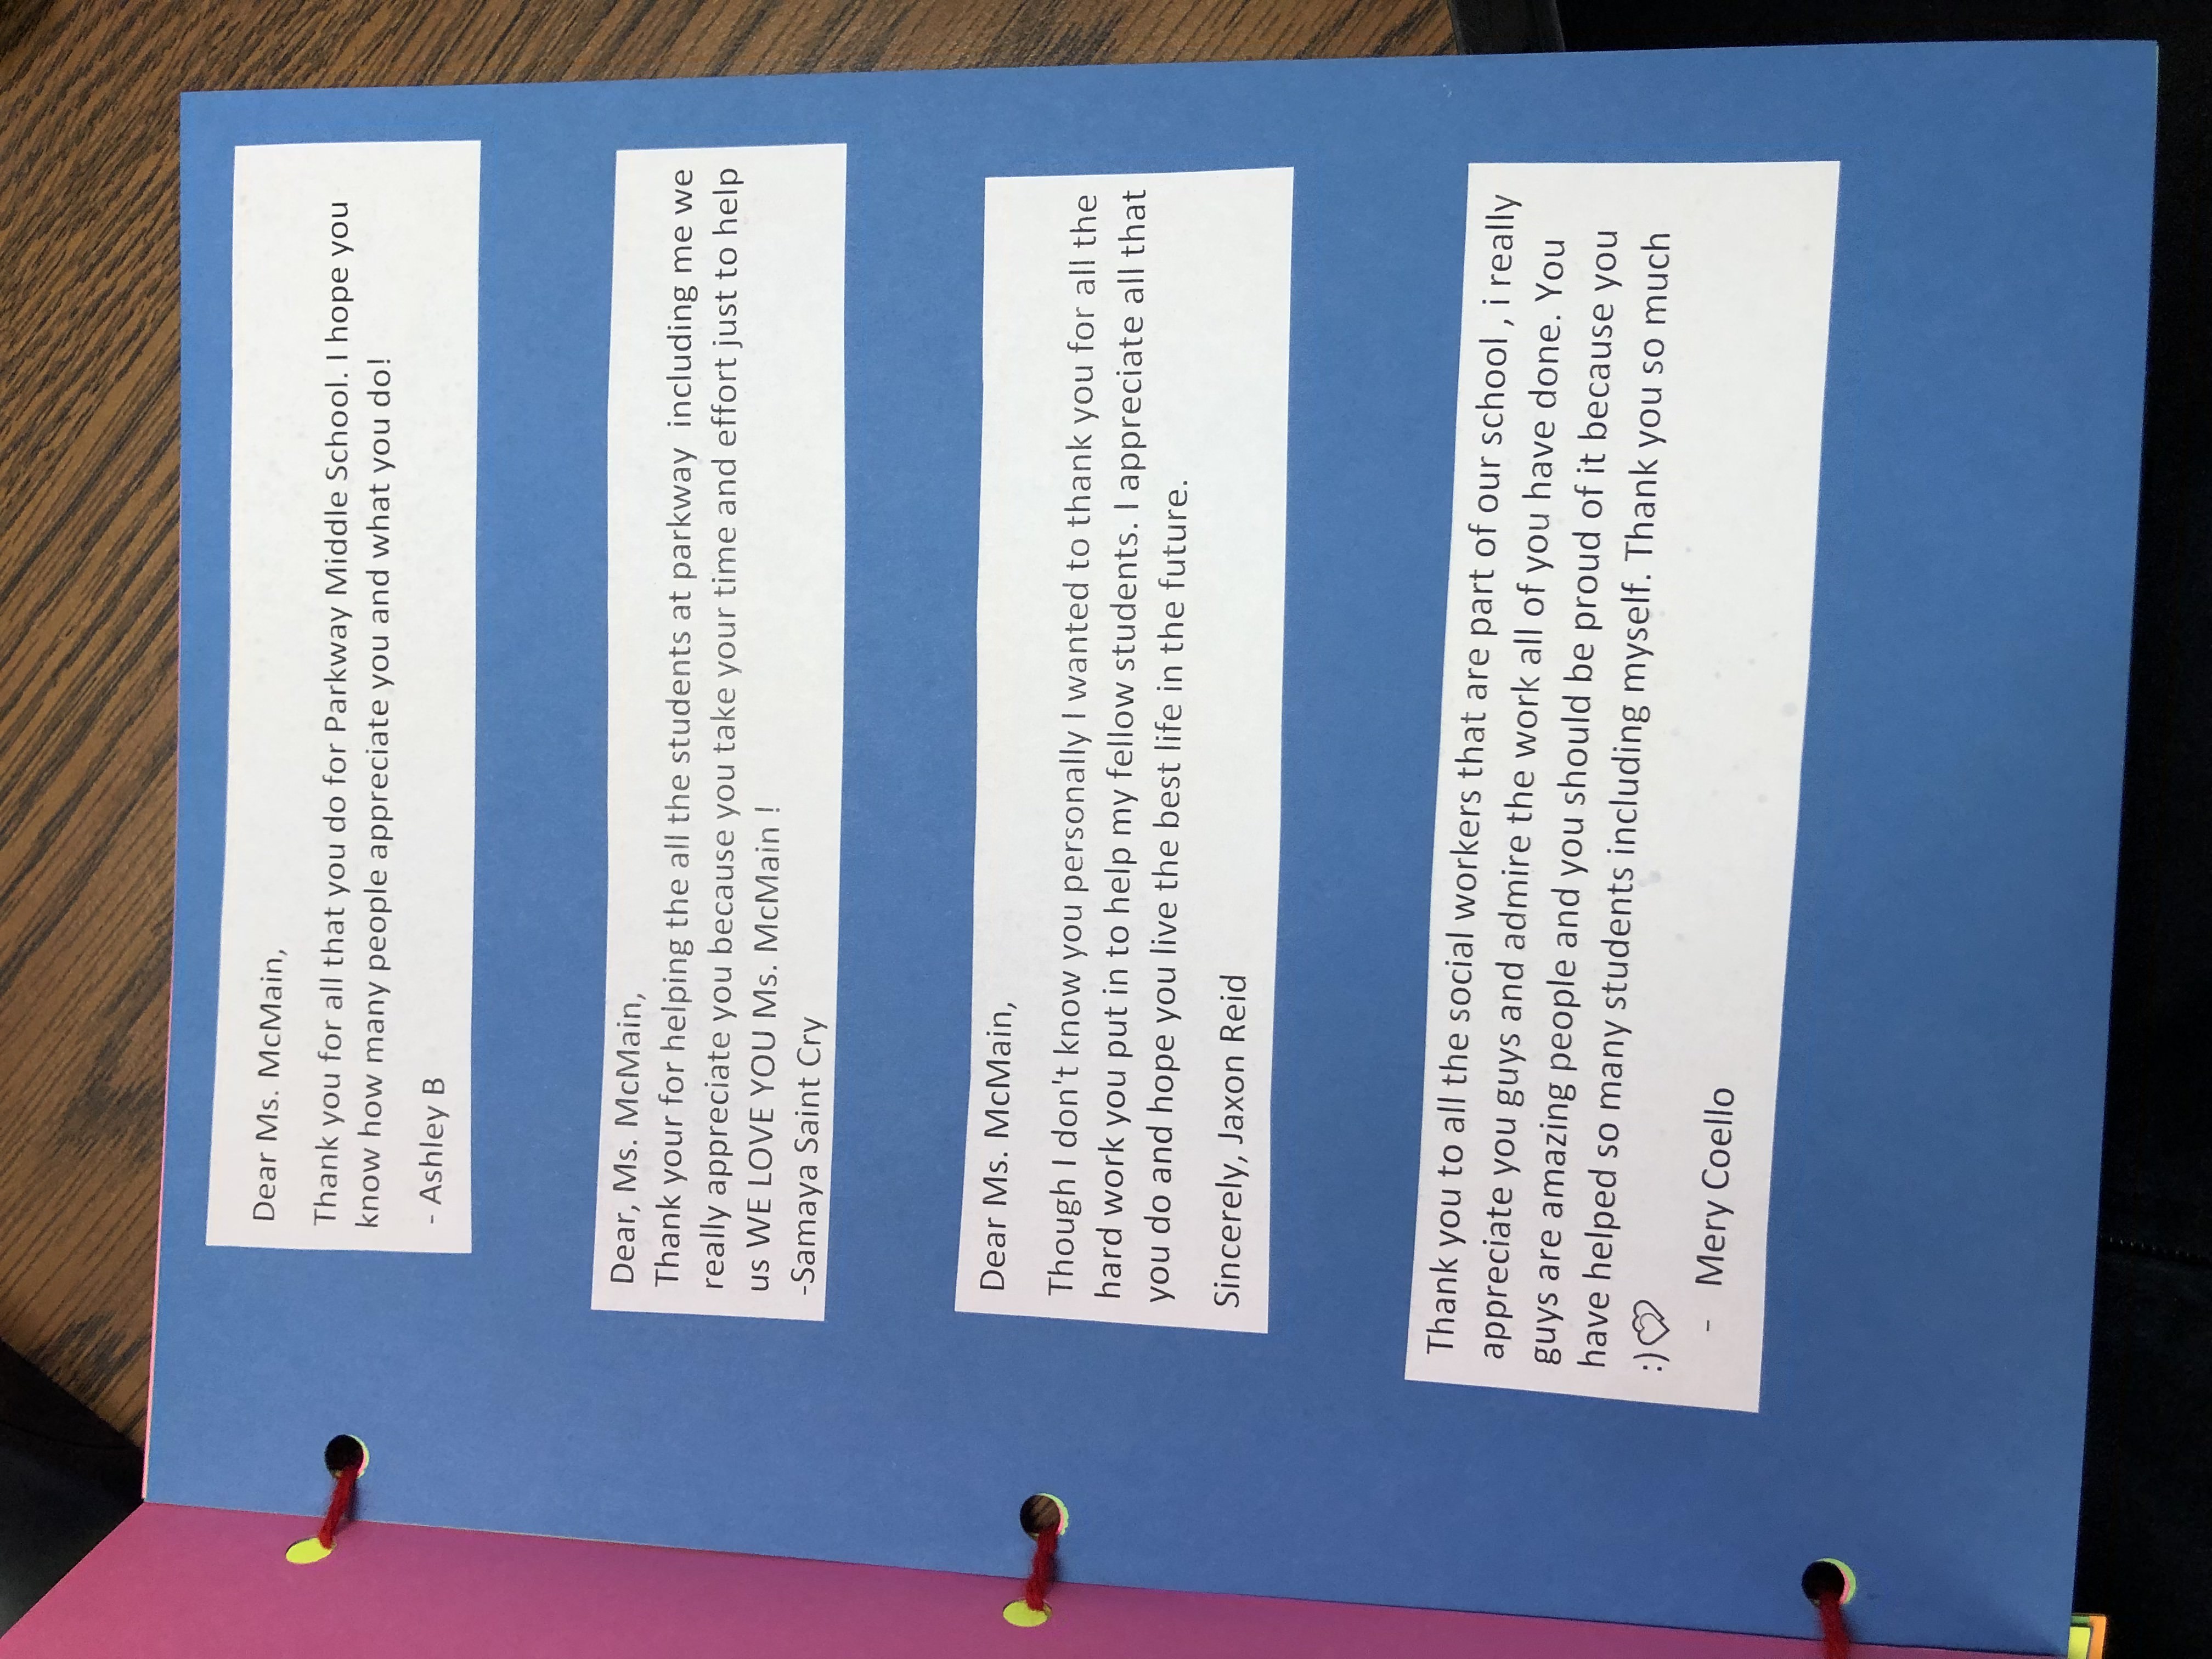 Dear Ms. McMain,
Thank you for all that you do for Parkway Middle School. I hope you
know how many people appreciate you and what you do!
- Ashley B
Dear, Ms. McMain,
Thank your for helping the all the students at parkway  including me we
really appreciate you because you take your time and effort just to help
us WE LOVE YOU Ms. McMain !
-Samaya Saint Cry
Dear Ms. McMain,
Though I don't know you personally I wanted to thank you for all the
hard work you put in to help my fellow students. I appreciate all that
you do and hope you live the best life in the future.
Sincerely, Jaxon Reid
Thank you to all the social workers that are part of our school , i really
appreciate you guys and admire the work all of you have done. You
guys are amazing people and you should be proud of it because you
have helped so many students including myself. Thank you so much
:)💕
- Mery Coello